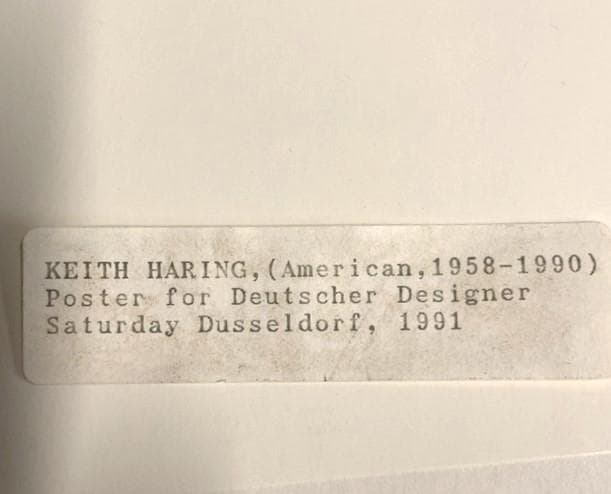 KEITH HARING,(American,1958-1990)
Poster for Deutscher Designer
Saturday Dusseldorf, 1991